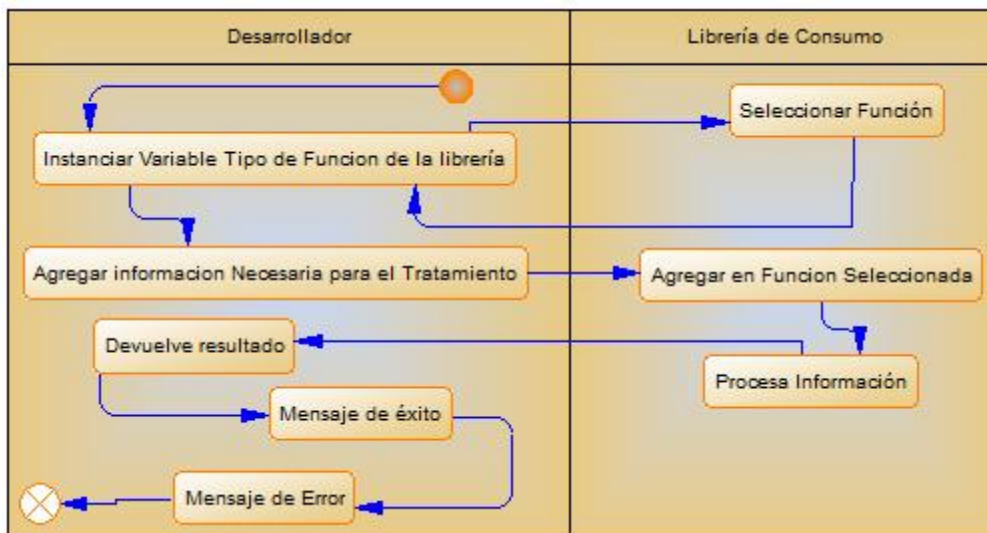 Desarrollador
Librería de Consumo
Seleccionar Función
Instanciar Variable Tipo de Funcion de la librería
Agregar informacion Necesaria para el Tratamiento
Agregar en Funcion Seleccionada
Devuelve resultado
Procesa Información
Mensaje de éxito
Mensaje de Error